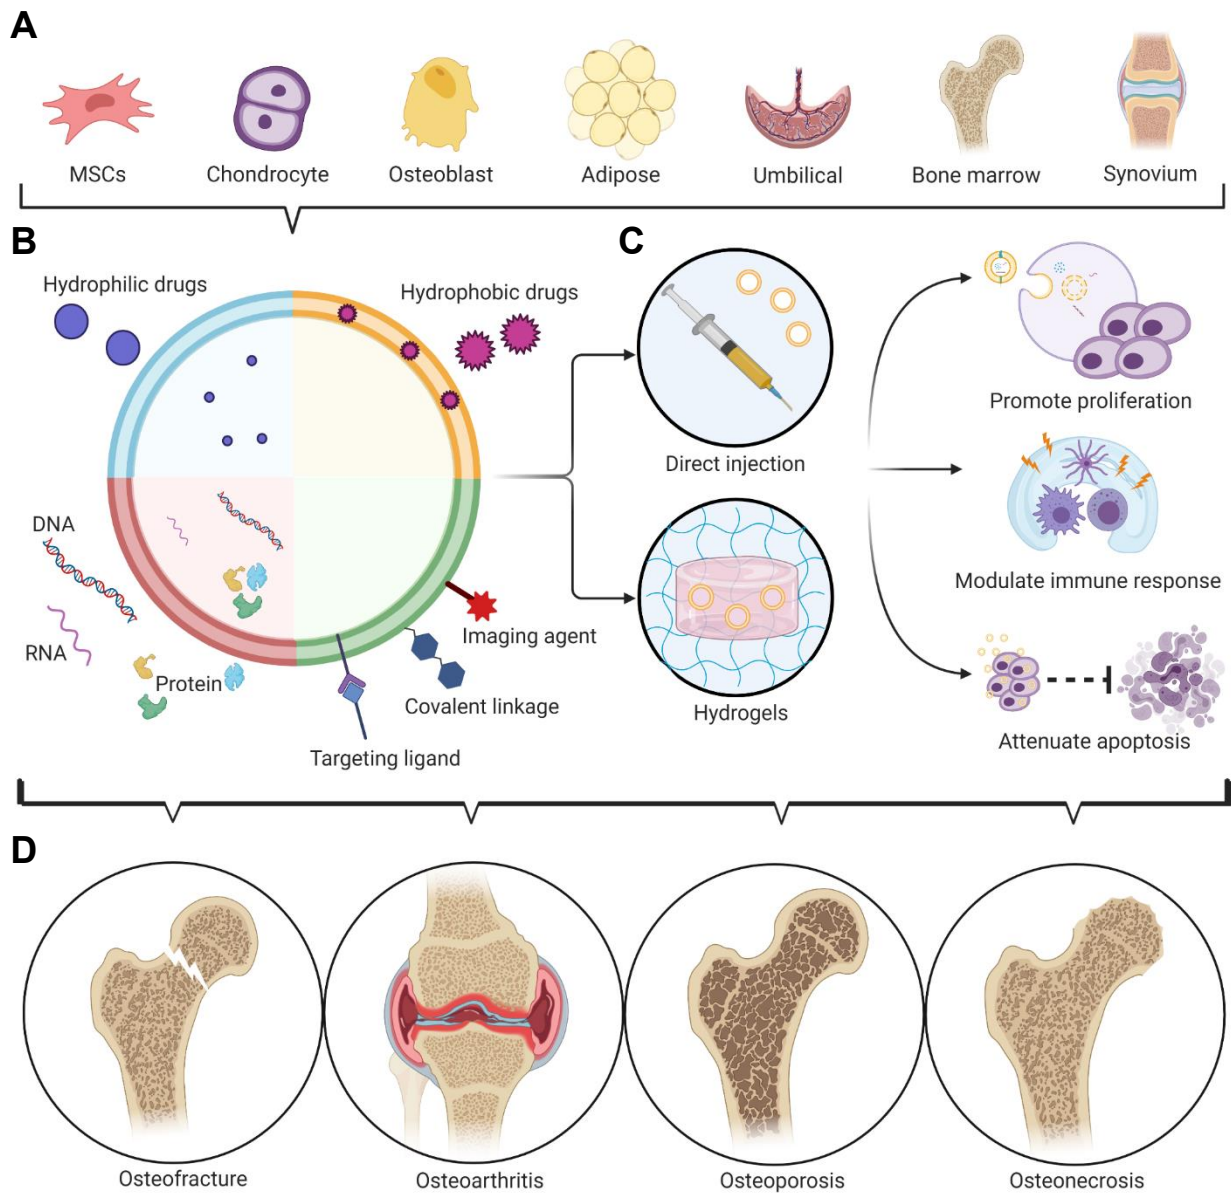 A
MSCs
Chondrocyte
Osteoblast
Adipose
Umbilical
Bone marrow
Synovium
B
Hydrophilic drugs
Hydrophobic drugs
DNA
RNA
Protein
Imaging agent
Covalent linkage
Targeting ligand
C
Direct injection
Hydrogels
Promote proliferation
Modulate immune response
Attenuate apoptosis
D
Osteofracture
Osteoarthritis
Osteoporosis
Osteonecrosis